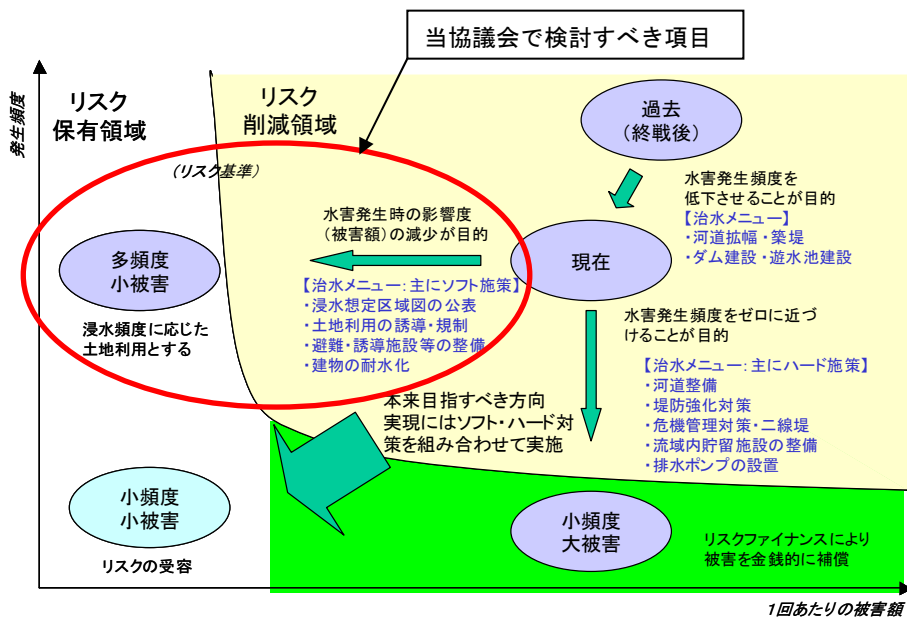 当協議会で検討すべき項目
発生頻度
リスク
保有領域
リスク
削減領域
(リスク基準)
過去
(終戦後)
水害発生頻度を
低下させることが目的
【治水メニュー】
・河道拡幅・築堤
・ダム建設・遊水池建設
水害発生時の影響度
(被害額)の減少が目的
現在
多頻度
小被害
浸水頻度に応じた
土地利用とする
【治水メニュー:主にソフト施策】
・浸水想定区域図の公表
・土地利用の誘導・規制
・避難・誘導施設等の整備
・建物の耐水化
水害発生頻度をゼロに近づ
けることが目的
【治水メニュー:主にハード施策】
・河道整備
・堤防強化対策
・危機管理対策・二線堤
・流域内貯留施設の整備
・排水ポンプの設置
本来目指すべき方向
実現にはソフト・ハード対
策を組み合わせて実施
小頻度
小被害
リスクの受容
小頻度
大被害
リスクファイナンスにより
被害を金銭的に補償
1回あたりの被害額